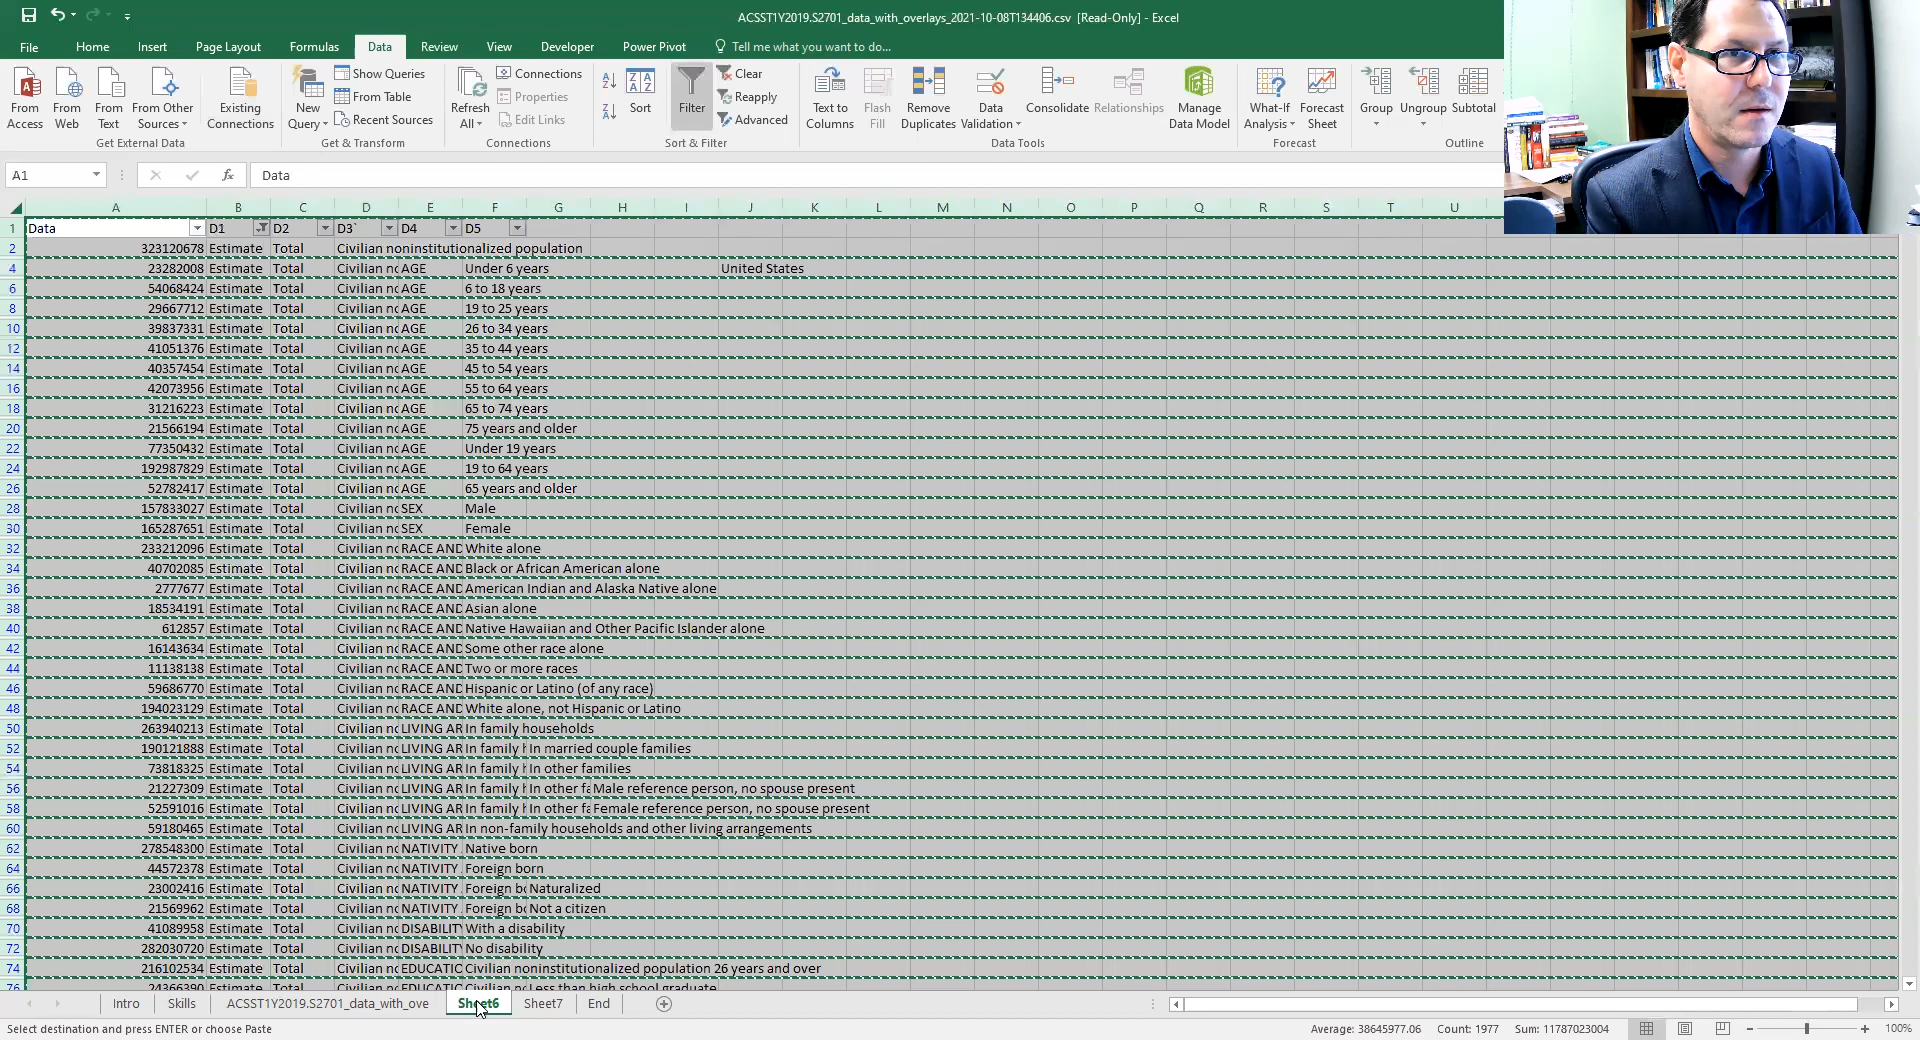 ACSST1Y2019.S2701_data_with_overlays_2021-10-08T134406.csv [Read-Only] - Excel
File Home Insert Page Layout Formulas Data Review View Developer Power Pivot Tell me what you want to do...
From Access
From Web
From Text
From Other Sources
Existing Connections
Get External Data
New Query
Show Queries
From Table
Recent Sources
Get & Transform
Refresh All
Connections
Properties
Edit Links
Connections
Sort
Filter
Clear
Reapply
Advanced
Sort & Filter
Text to Columns
Flash Fill
Remove Duplicates
Data Validation
Consolidate
Relationships
Manage Data Model
Data Tools
What-If Analysis
Forecast Sheet
Forecast
Group
Ungroup
Subtotal
Outline
A1 fx Data
A B C D E F G H I J K L M N O P Q R S T U
1 Data D1 D2 D3` D4 D5
2 323120678 Estimate Total Civilian noninstitutionalized population
4 23282008 Estimate Total Civilian nc AGE Under 6 years United States
6 54068424 Estimate Total Civilian nc AGE 6 to 18 years
8 29667712 Estimate Total Civilian nc AGE 19 to 25 years
10 39837331 Estimate Total Civilian nc AGE 26 to 34 years
12 41051376 Estimate Total Civilian nc AGE 35 to 44 years
14 40357454 Estimate Total Civilian nc AGE 45 to 54 years
16 42073956 Estimate Total Civilian nc AGE 55 to 64 years
18 31216223 Estimate Total Civilian nc AGE 65 to 74 years
20 21566194 Estimate Total Civilian nc AGE 75 years and older
22 77350432 Estimate Total Civilian nc AGE Under 19 years
24 192987829 Estimate Total Civilian nc AGE 19 to 64 years
26 52782417 Estimate Total Civilian nc AGE 65 years and older
28 157833027 Estimate Total Civilian nc SEX Male
30 165287651 Estimate Total Civilian nc SEX Female
32 233212096 Estimate Total Civilian nc RACE AND White alone
34 40702085 Estimate Total Civilian nc RACE AND Black or African American alone
36 2777677 Estimate Total Civilian nc RACE AND American Indian and Alaska Native alone
38 18534191 Estimate Total Civilian nc RACE AND Asian alone
40 612857 Estimate Total Civilian nc RACE AND Native Hawaiian and Other Pacific Islander alone
42 16143634 Estimate Total Civilian nc RACE AND Some other race alone
44 11138138 Estimate Total Civilian nc RACE AND Two or more races
46 59686770 Estimate Total Civilian nc RACE AND Hispanic or Latino (of any race)
48 194023129 Estimate Total Civilian nc RACE AND White alone, not Hispanic or Latino
50 263940213 Estimate Total Civilian nc LIVING AR In family households
52 190121888 Estimate Total Civilian nc LIVING AR In family h In married couple families
54 73818325 Estimate Total Civilian nc LIVING AR In family h In other families
56 21227309 Estimate Total Civilian nc LIVING AR In family h In other fa Male reference person, no spouse present
58 52591016 Estimate Total Civilian nc LIVING AR In family h In other fa Female reference person, no spouse present
60 59180465 Estimate Total Civilian nc LIVING AR In non-family households and other living arrangements
62 278548300 Estimate Total Civilian nc NATIVITY Native born
64 44572378 Estimate Total Civilian nc NATIVITY Foreign born
66 23002416 Estimate Total Civilian nc NATIVITY Foreign bo Naturalized
68 21569962 Estimate Total Civilian nc NATIVITY Foreign bo Not a citizen
70 41089958 Estimate Total Civilian nc DISABILITY With a disability
72 282030720 Estimate Total Civilian nc DISABILITY No disability
74 216102534 Estimate Total Civilian nc EDUCATIO Civilian noninstitutionalized population 26 years and over
76 24366390 Estimate Total Civilian nc EDUCATIO Civilian nc Less than high school graduate
Intro Skills ACSST1Y2019.S2701_data_with_ove Sheet6 Sheet7 End
Select destination and press ENTER or choose Paste Average: 38645977.06 Count: 1977 Sum: 11787023004 100%